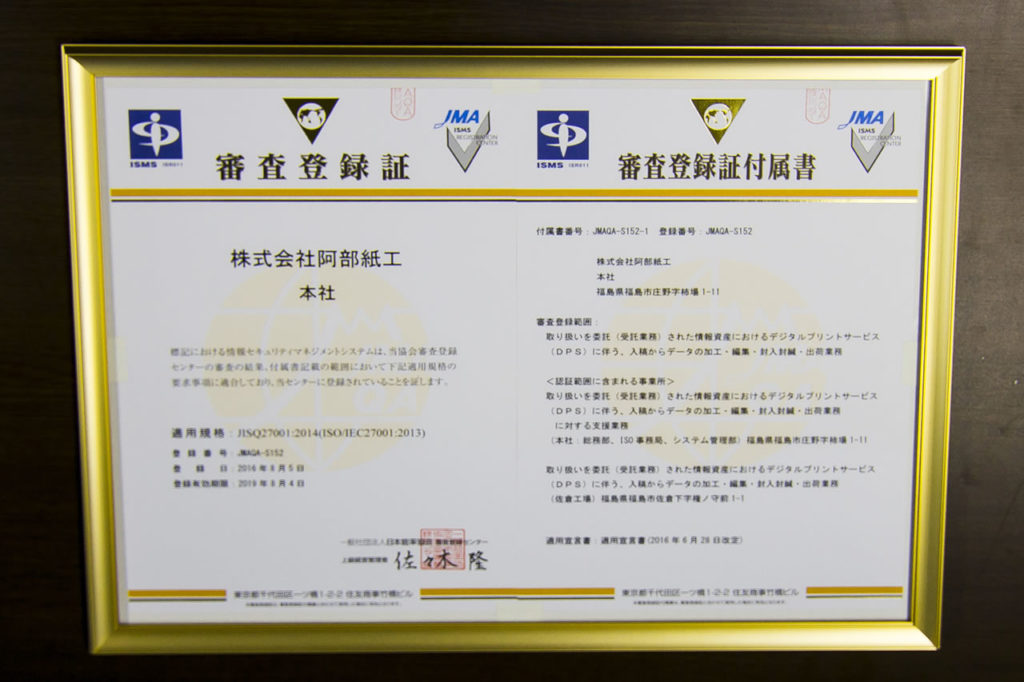 ISMS
JMA
ISMS
REGISTRATION
CENTER
審査登録証
株式会社阿部紙工
本社
標記における情報セキュリティマネジメントシステムは、当協会審査登録
センターの審査の結果、付属書記載の範囲において下記適用規格の
要求事項に適合しており、当センターに登録されていることを証します。
適用規格：JISQ27001:2014(ISO/IEC27001:2013)
登録番号：JMAQA-S152
登録日：2016年8月5日
登録有効期限：2019年8月4日
一般社団法人日本能率協会 審査登録センター
佐々木 隆
東京都千代田区一ツ橋1-2-2 住友商事竹橋ビル
ISMS
JMA
ISMS
REGISTRATION
CENTER
審査登録証付属書
付属書番号：JMAQA-S152-1 登録番号：JMAQA-S152
株式会社阿部紙工
本社
福島県福島市庄野字柿場1-11
審査登録範囲：
取り扱いを委託（受託業務）された情報資産におけるデジタルプリントサービス
（DPS）に伴う、入稿からデータの加工・編集・封入封緘・出荷業務
＜認証範囲に含まれる事業所＞
取り扱いを委託（受託業務）された情報資産におけるデジタルプリントサービス
（DPS）に伴う、入稿からデータの加工・編集・封入封緘・出荷業務
に対する支援業務
（本社：総務部、ISO事務局、システム管理部）福島県福島市庄野字柿場1-11
取り扱いを委託（受託業務）された情報資産におけるデジタルプリントサービス
（DPS）に伴う、入稿からデータの加工・編集・封入封緘・出荷業務
（佐倉工場）福島県福島市佐倉下字権ノ守前1-1
適用宣言書：適用宣言書(2016年6月28日改定)
東京都千代田区一ツ橋1-2-2 住友商事竹橋ビル